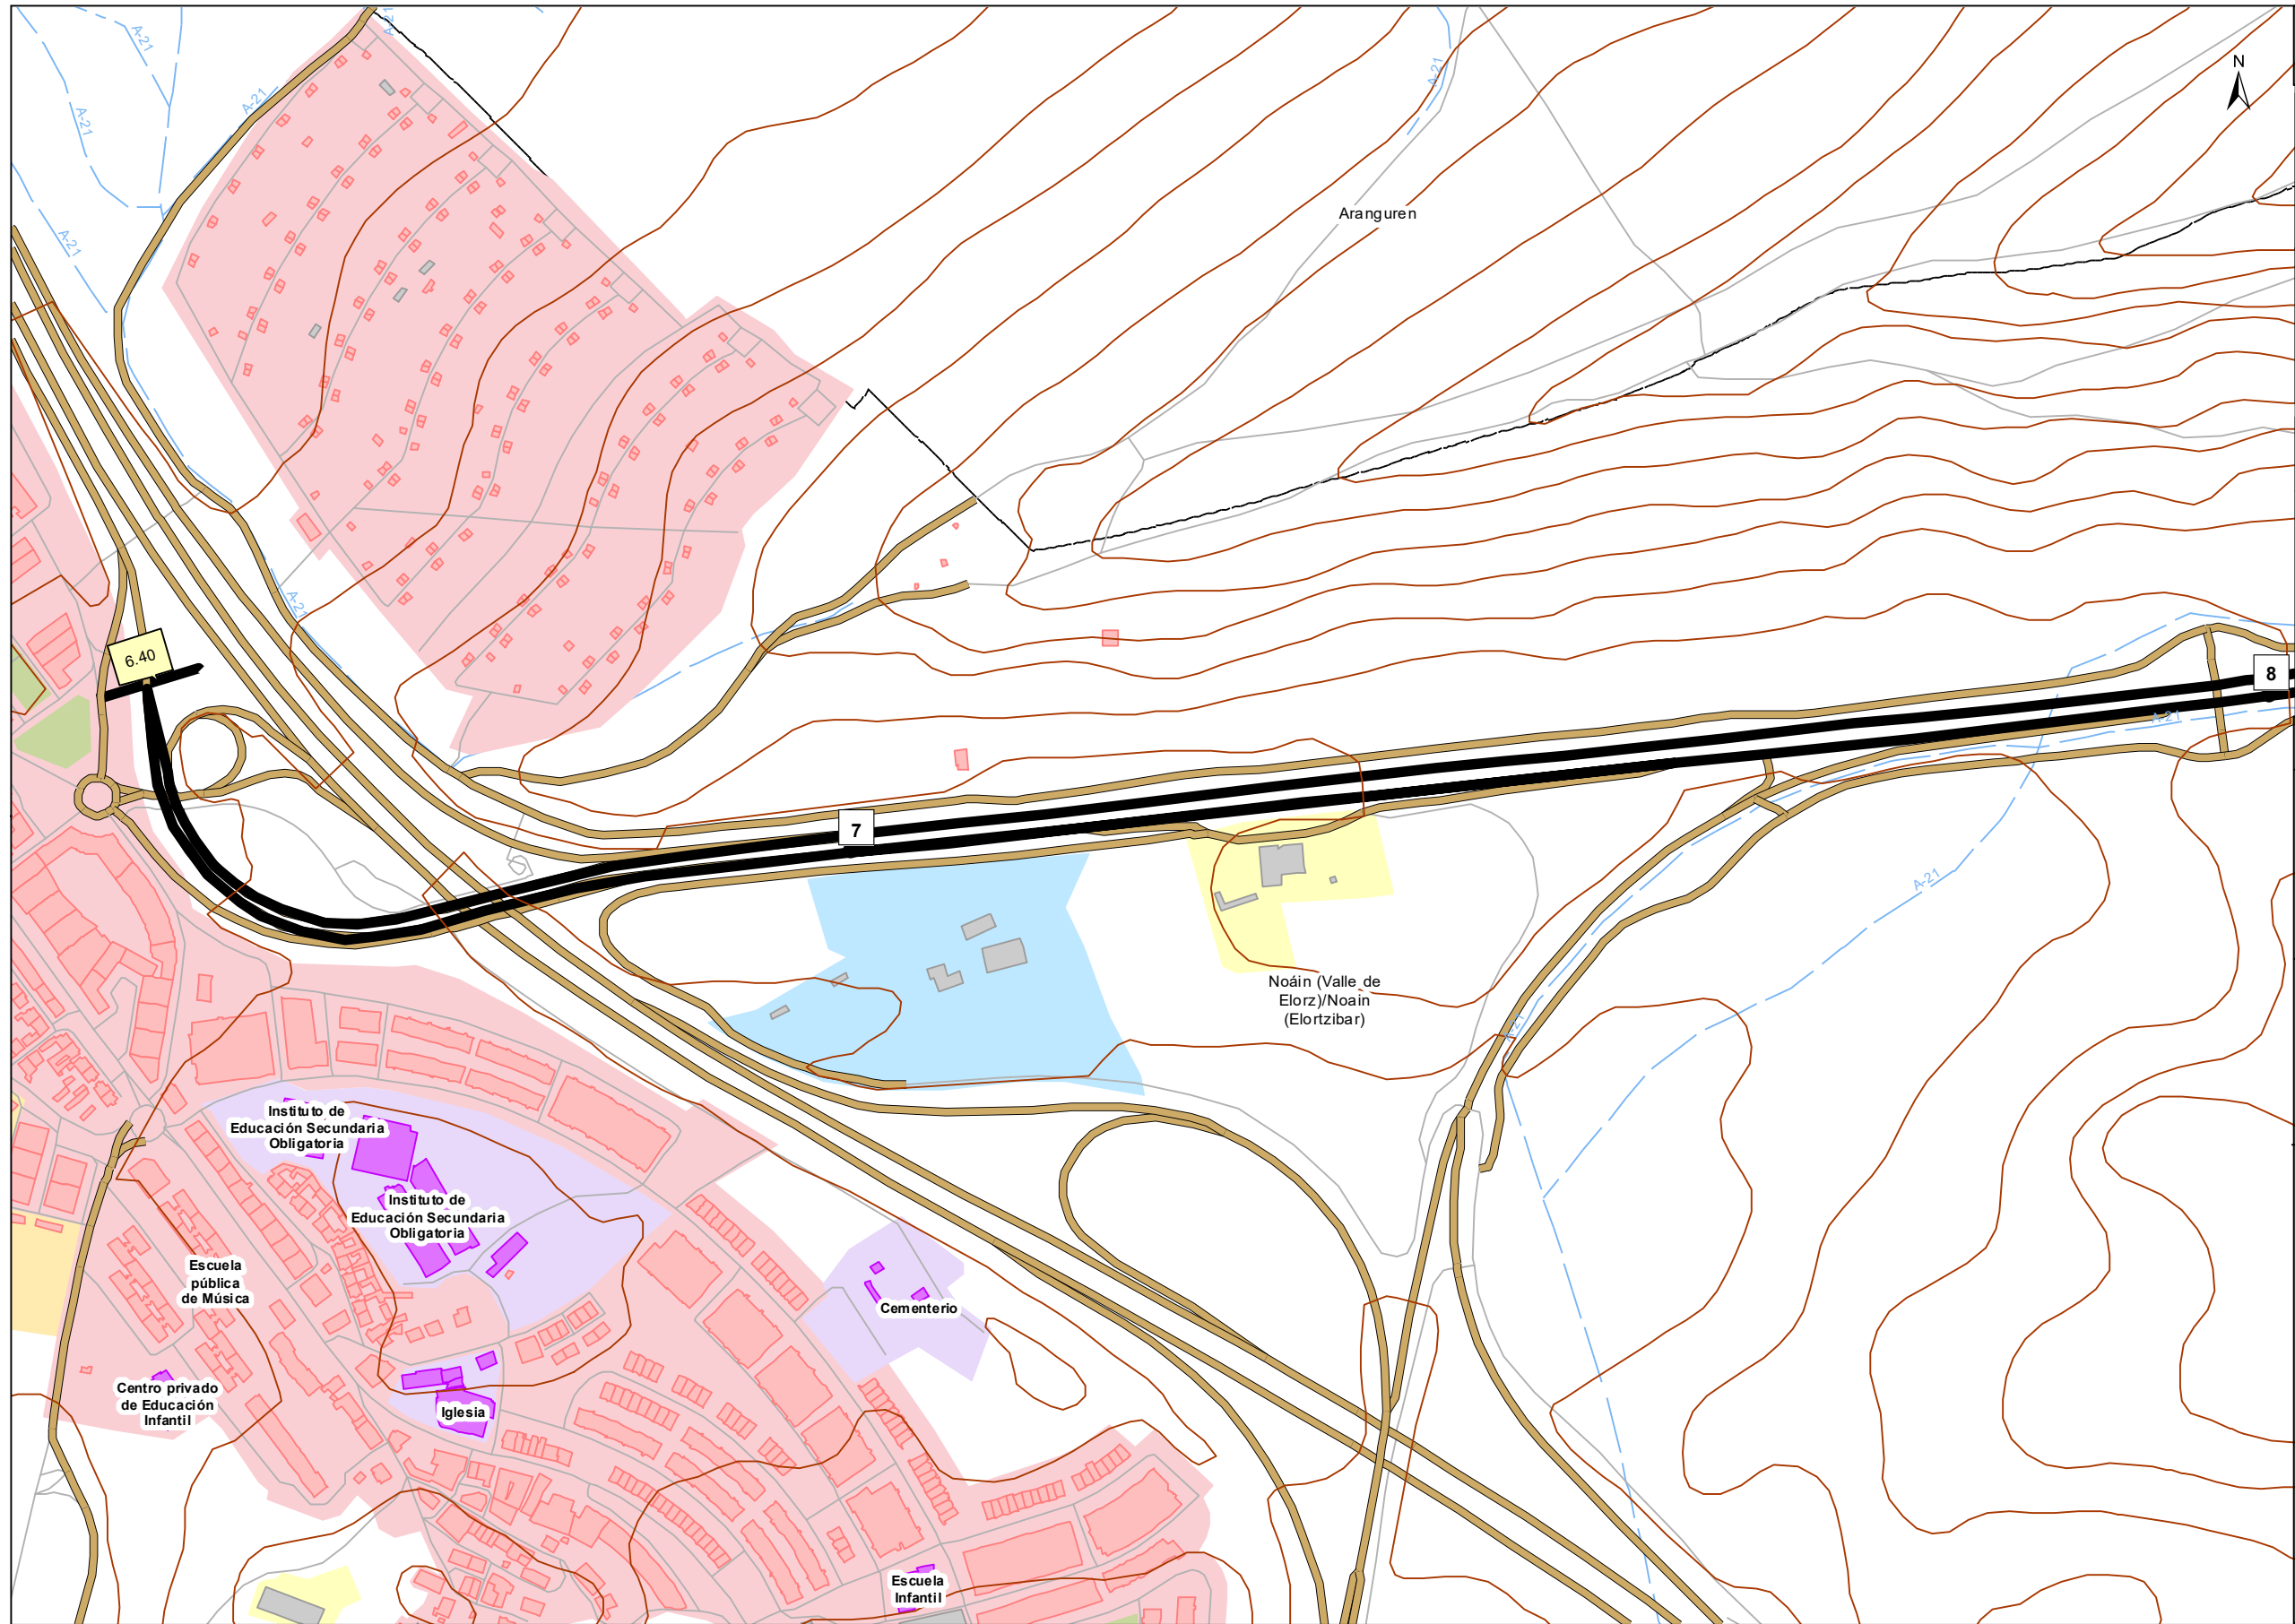 A-21
A-21
A-21
A-21
A-21
A-21
N
Aranguren
A-21
A-21
6.40
8
A-21
7
A-21
Noáin (Valle de
Elorz)/Noain
(Elortzibar)
A-21
Instituto de
Educación Secundaria
Obligatoria
Instituto de
Educación Secundaria
Obligatoria
Escuela
pública
de Música
Cementerio
Centro privado
de Educación
Infantil
Iglesia
Escuela
Infantil